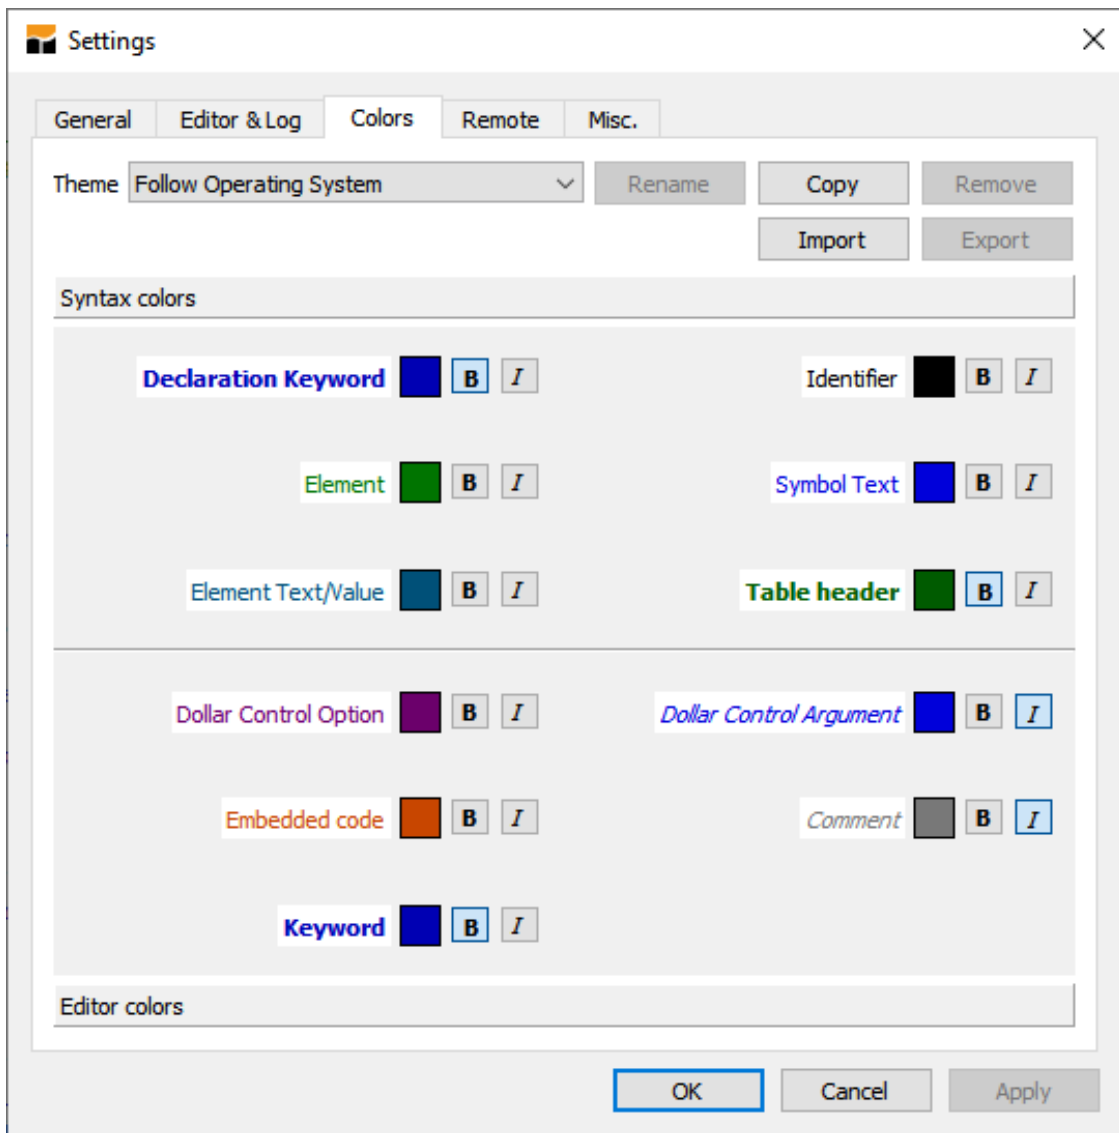 Settings
General Editor & Log Colors Remote Misc.
Theme Follow Operating System Rename Copy Remove
Import Export
Syntax colors
Declaration Keyword B I Identifier B I
Element B I Symbol Text B I
Element Text/Value B I Table header B I
Dollar Control Option B I Dollar Control Argument B I
Embedded code B I Comment B I
Keyword B I
Editor colors
OK Cancel Apply